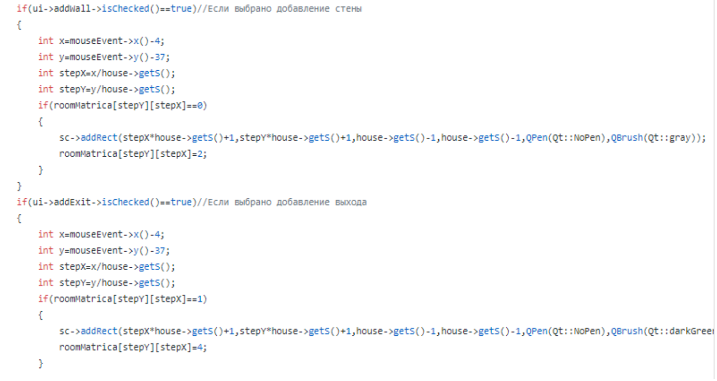 if(ui->addWall->isChecked()==true)//Если выбрано добавление стены
{
int x=mouseEvent->x()-4;
int y=mouseEvent->y()-37;
int stepX=x/house->getS();
int stepY=y/house->getS();
if(roomMatrica[stepY][stepX]==0)
{
sc->addRect(stepX*house->getS()+1,stepY*house->getS()+1,house->getS()-1,house->getS()-1,QPen(Qt::NoPen),QBrush(Qt::gray));
roomMatrica[stepY][stepX]=2;
}
}
if(ui->addExit->isChecked()==true)//Если выбрано добавление выхода
{
int x=mouseEvent->x()-4;
int y=mouseEvent->y()-37;
int stepX=x/house->getS();
int stepY=y/house->getS();
if(roomMatrica[stepY][stepX]==1)
{
sc->addRect(stepX*house->getS()+1,stepY*house->getS()+1,house->getS()-1,house->getS()-1,QPen(Qt::NoPen),QBrush(Qt::darkGreen
roomMatrica[stepY][stepX]=4;
}